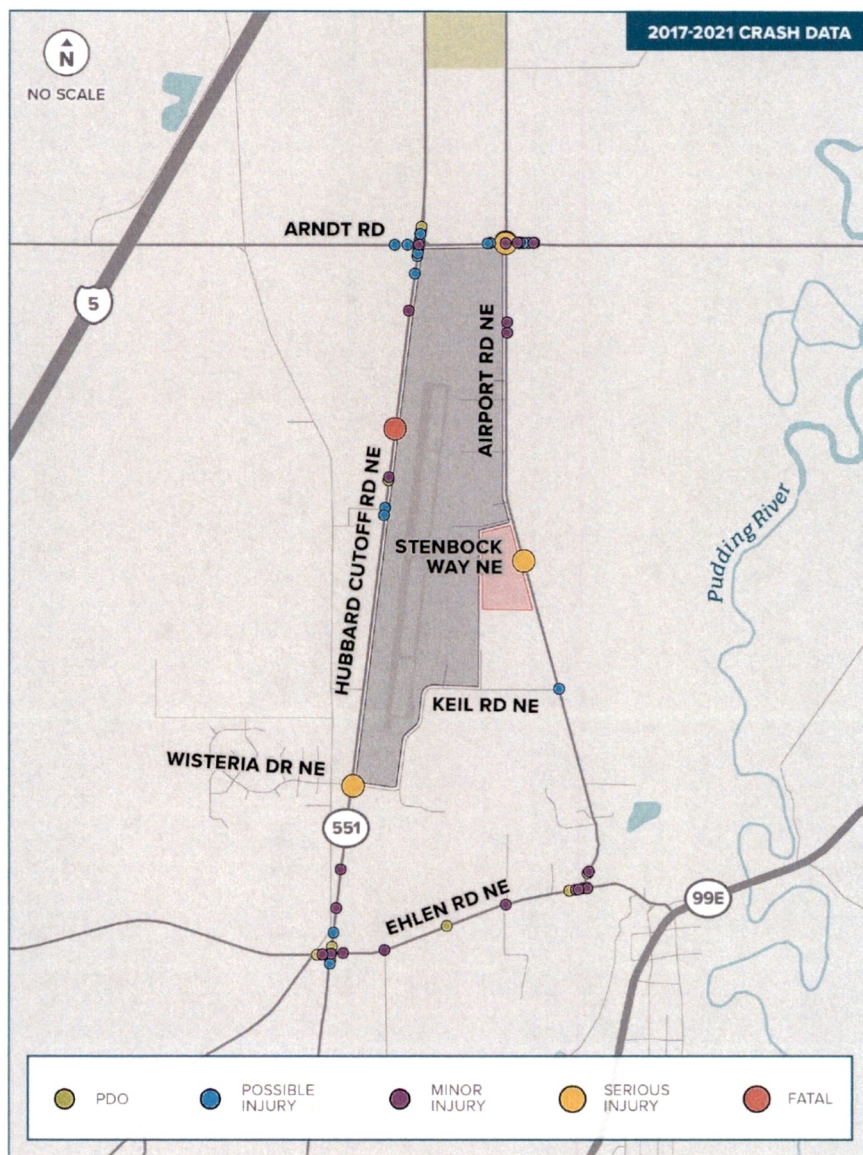 2017-2021 CRASH DATA
N
NO SCALE
ARNDT RD
5
AIRPORT RD NE
HUBBARD CUTOFF RD NE
STENBOCK
WAY NE
Pudding River
KEIL RD NE
WISTERIA DR NE
551
EHLEN RD NE
99E
PDO
POSSIBLE
INJURY
MINOR
INJURY
SERIOUS
INJURY
FATAL